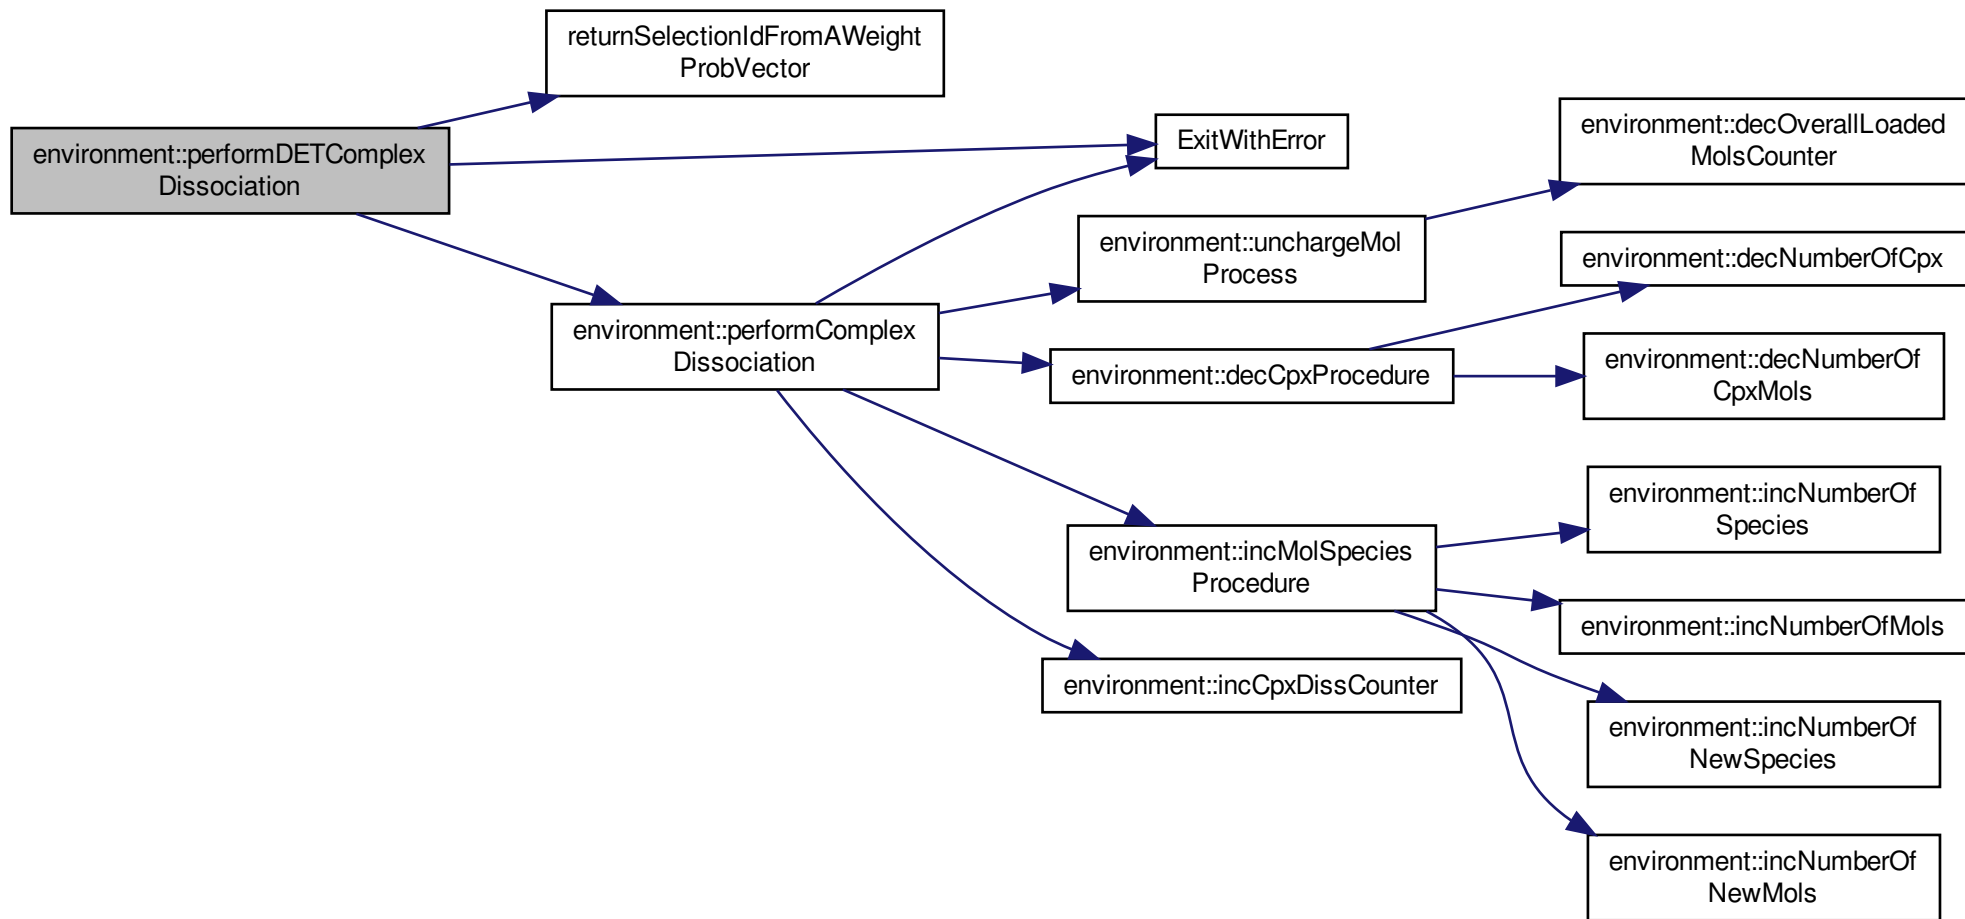 returnSelectionIdFromAWeight
ProbVector
environment::performDETComplex
Dissociation
ExitWithError
environment::decOverallLoaded
MolsCounter
environment::unchargeMol
Process
environment::decNumberOfCpx
environment::performComplex
Dissociation
environment::decCpxProcedure
environment::decNumberOf
CpxMols
environment::incNumberOf
Species
environment::incMolSpecies
Procedure
environment::incNumberOfMols
environment::incCpxDissCounter
environment::incNumberOf
NewSpecies
environment::incNumberOf
NewMols